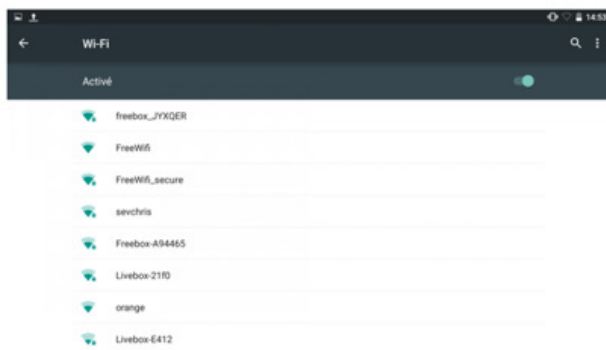 14:53
Wi-Fi
Activé
freebox_JYXQER
FreeWifi
FreeWifi_secure
sevchris
Freebox-A94465
Livebox-21f0
orange
Livebox-E412